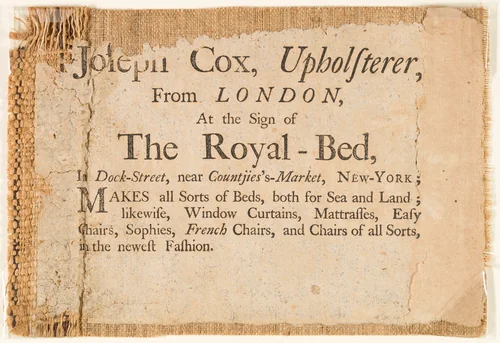 Joſeph Cox, Upholſterer,
From LONDON,
At the Sign of
The Royal-Bed,
In Dock-Street, near Countjies's-Market, NEW-YORK;
MAKES all Sorts of Beds, both for Sea and Land;
likewiſe, Window Curtains, Mattraſſes, Eaſy
Chairs, Sophies, French Chairs, and Chairs of all Sorts,
in the neweſt Faſhion.